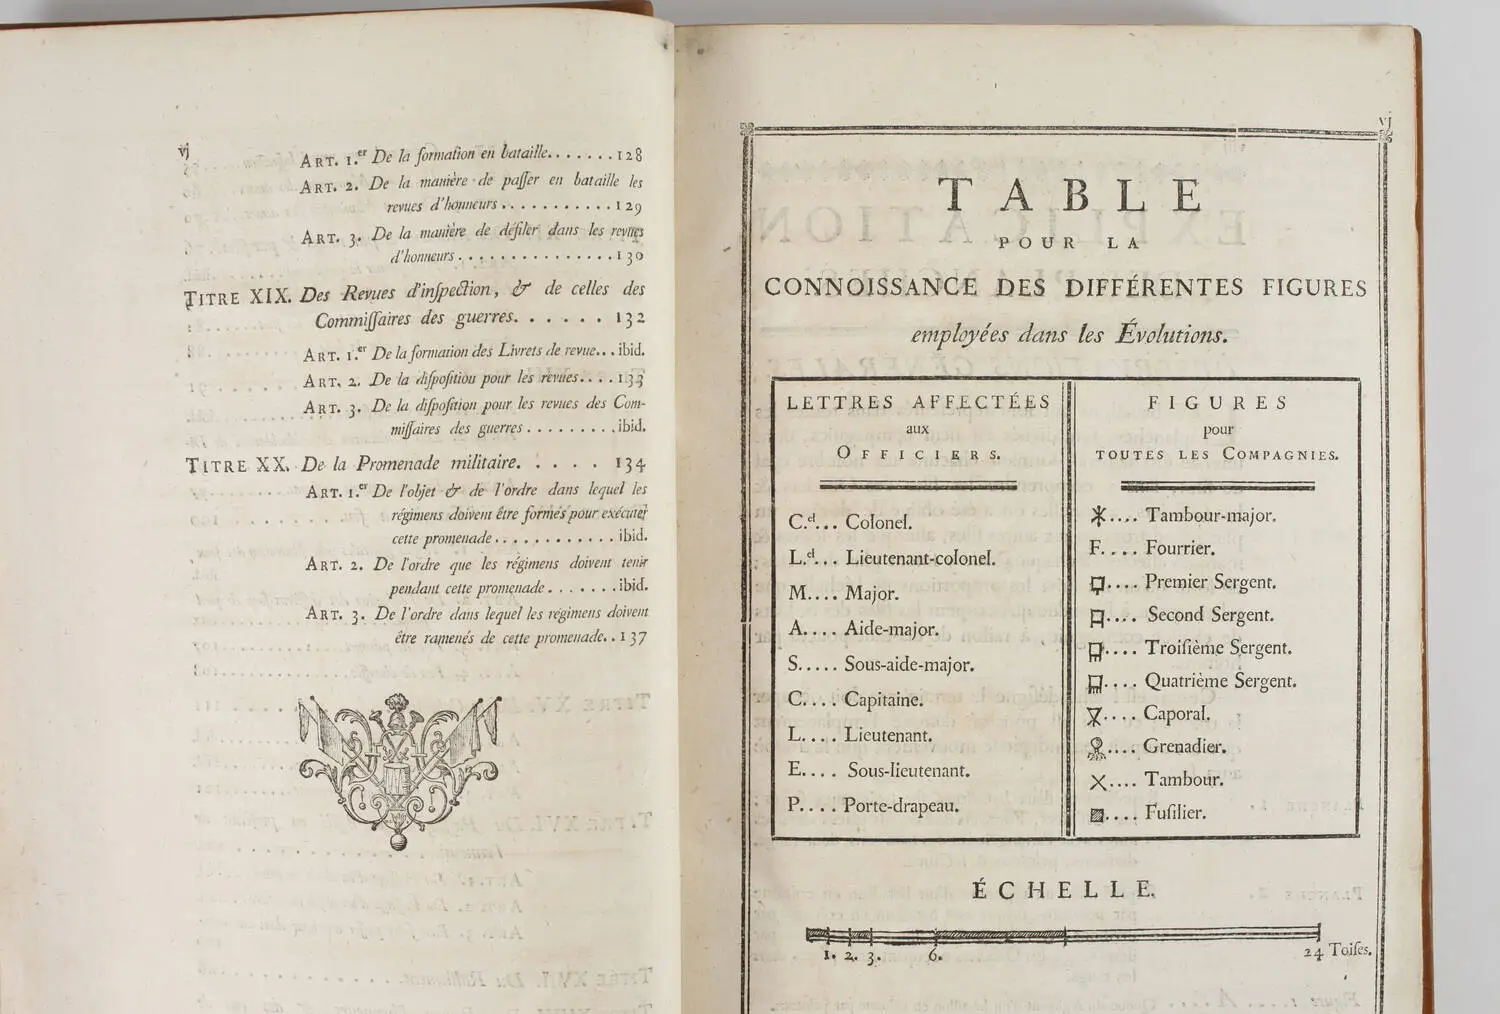 vj
ART. 1.er De la formation en bataille.......128
ART. 2. De la manière de paſſer en bataille les
revues d'honneurs...........129
ART. 3. De la manière de défiler dans les revues
d'honneurs..............130
TITRE XIX. Des Revues d'inſpection, & de celles des
Commiſſaires des guerres......132
ART. 1.er De la formation des Livrets de revue...ibid.
ART. 2. De la diſpoſition pour les revues....133
ART. 3. De la diſpoſition pour les revues des Com-
miſſaires des guerres.........ibid.
TITRE XX. De la Promenade militaire.....134
ART. 1.er De l'objet & de l'ordre dans lequel les
régimens doivent être formés pour exécuter
cette promenade............ibid.
ART. 2. De l'ordre que les régimens doivent tenir
pendant cette promenade.......ibid.
ART. 3. De l'ordre dans lequel les régimens doivent
être ramenés de cette promenade..137
vj
TABLE
POUR LA
CONNOISSANCE DES DIFFÉRENTES FIGURES
employées dans les Évolutions.
LETTRES AFFECTÉES
aux
OFFICIERS.
C.el... Colonel.
L.el... Lieutenant-colonel.
M.... Major.
A.... Aide-major.
S..... Sous-aide-major.
C.... Capitaine.
L.... Lieutenant.
E.... Sous-lieutenant.
P.... Porte-drapeau.
FIGURES
pour
TOUTES LES COMPAGNIES.
.... Tambour-major.
F.... Fourrier.
.... Premier Sergent.
.... Second Sergent.
.... Troiſième Sergent.
.... Quatrième Sergent.
.... Caporal.
.... Grenadier.
.... Tambour.
.... Fuſilier.
ÉCHELLE.
1. 2. 3. 6. 24 Toiſes.